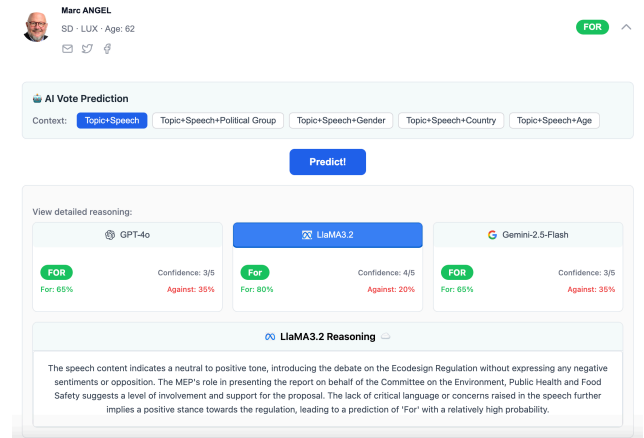 Marc ANGEL
SD · LUX · Age: 62
FOR
AI Vote Prediction
Context: Topic+Speech Topic+Speech+Political Group Topic+Speech+Gender Topic+Speech+Country Topic+Speech+Age
Predict!
View detailed reasoning:
GPT-4o LlaMA3.2 Gemini-2.5-Flash
FOR Confidence: 3/5 For Confidence: 4/5 FOR Confidence: 3/5
For: 65% Against: 35% For: 80% Against: 20% For: 65% Against: 35%
LlaMA3.2 Reasoning
The speech content indicates a neutral to positive tone, introducing the debate on the Ecodesign Regulation without expressing any negative
sentiments or opposition. The MEP's role in presenting the report on behalf of the Committee on the Environment, Public Health and Food
Safety suggests a level of involvement and support for the proposal. The lack of critical language or concerns raised in the speech further
implies a positive stance towards the regulation, leading to a prediction of 'For' with a relatively high probability.